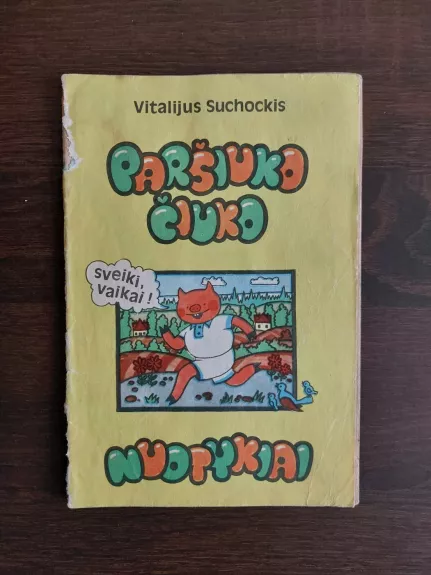 Vitalijus Suchockis
PARŠIUKO
ČIUKO
sveiki,
vaikai!
NUOTYKIAI